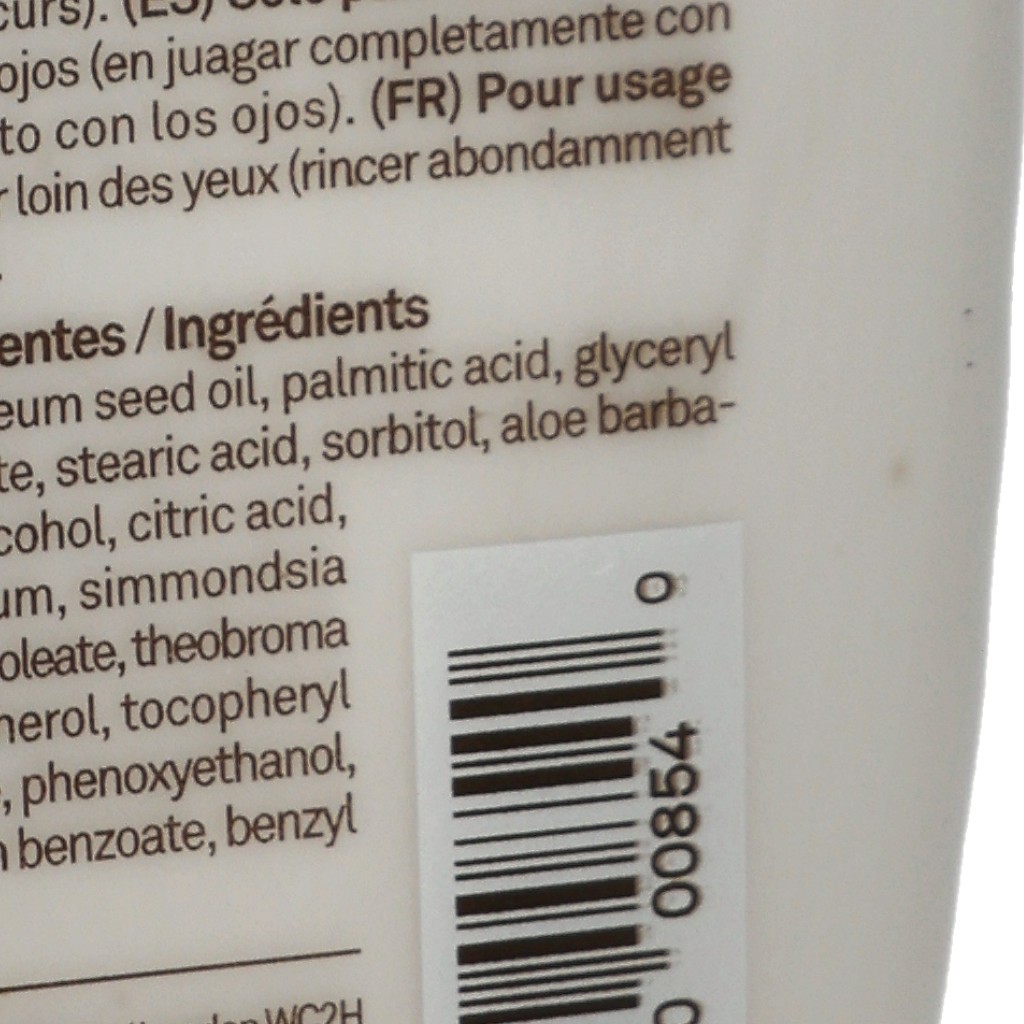 ojos (en juagar completamente con
to con los ojos). (FR) Pour usage
loin des yeux (rincer abondamment
entes / Ingrédients
eum seed oil, palmitic acid, glyceryl
te, stearic acid, sorbitol, aloe barba-
cohol, citric acid,
um, simmondsia
oleate, theobroma
herol, tocopheryl
, phenoxyethanol,
benzoate, benzyl
WC2H
0
00854